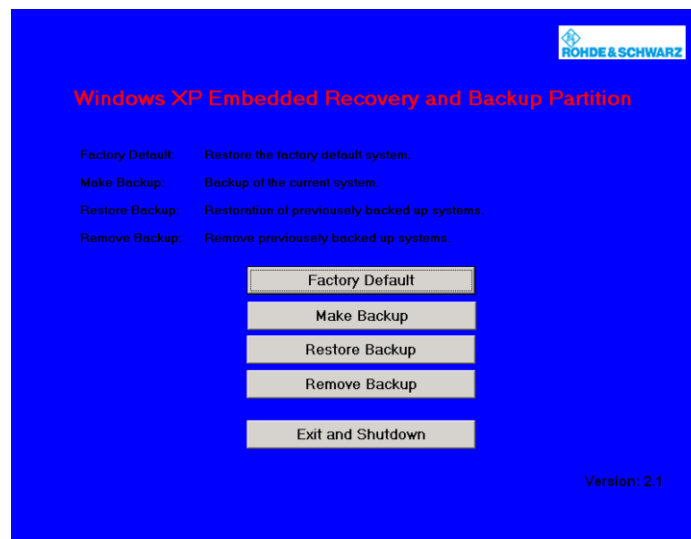 ROHDE&SCHWARZ
Windows XP Embedded Recovery and Backup Partition
Factory Default: Restore the factory default system.
Make Backup: Backup of the current system.
Restore Backup: Restoration of previousely backed up systems.
Remove Backup: Remove previousely backed up systems.
Factory Default
Make Backup
Restore Backup
Remove Backup
Exit and Shutdown
Version: 2.1